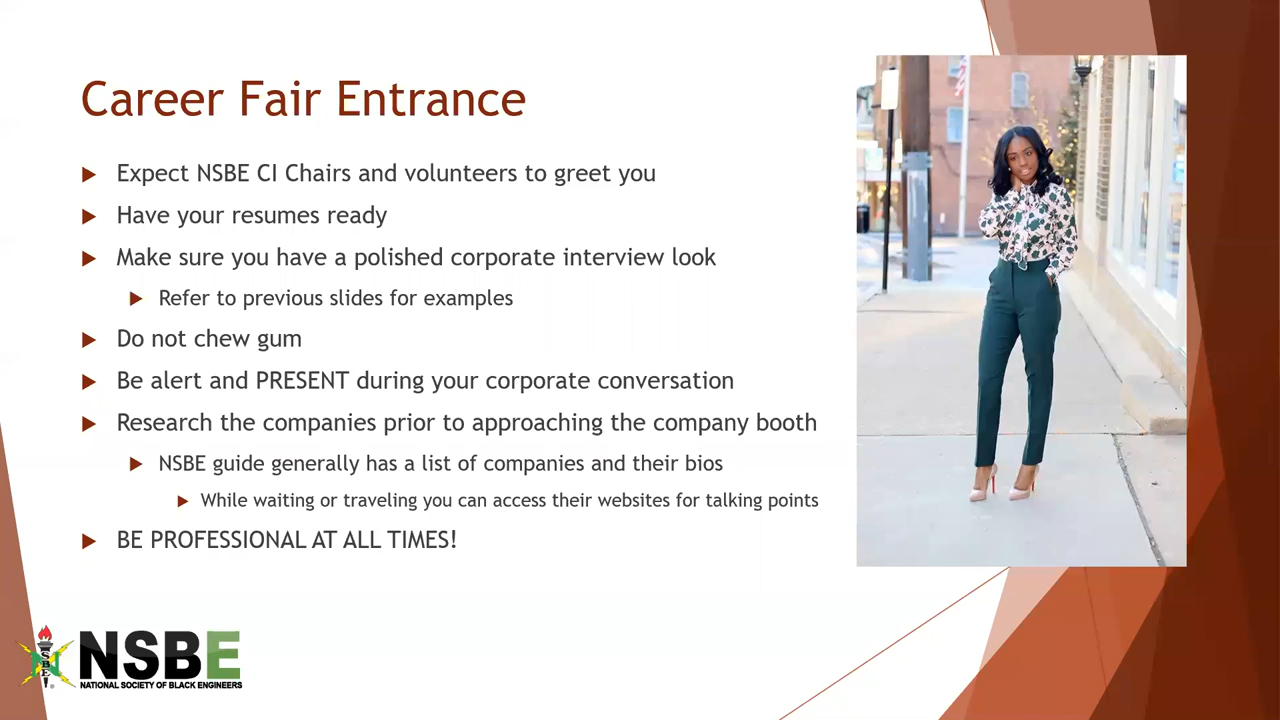 Career Fair Entrance
Expect NSBE CI Chairs and volunteers to greet you
Have your resumes ready
Make sure you have a polished corporate interview look
Refer to previous slides for examples
Do not chew gum
Be alert and PRESENT during your corporate conversation
Research the companies prior to approaching the company booth
NSBE guide generally has a list of companies and their bios
While waiting or traveling you can access their websites for talking points
BE PROFESSIONAL AT ALL TIMES!
NSBE
NATIONAL SOCIETY OF BLACK ENGINEERS